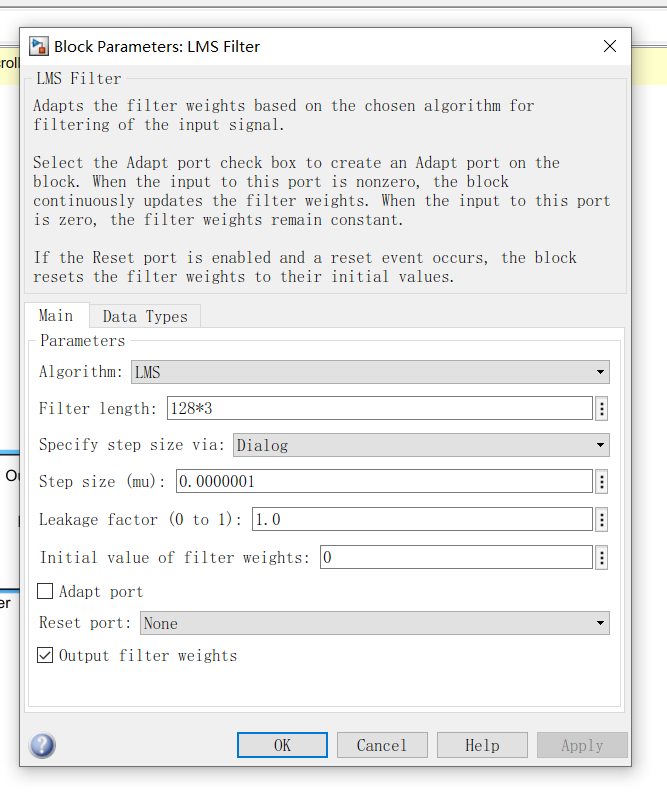 Block Parameters: LMS Filter
roll
LMS Filter
Adapts the filter weights based on the chosen algorithm for
filtering of the input signal.
Select the Adapt port check box to create an Adapt port on the
block. When the input to this port is nonzero, the block
continuously updates the filter weights. When the input to this port
is zero, the filter weights remain constant.
If the Reset port is enabled and a reset event occurs, the block
resets the filter weights to their initial values.
Main Data Types
Parameters
Algorithm: LMS
Filter length: 128*3
Specify step size via: Dialog
Ou
Step size (mu): 0.0000001
Leakage factor (0 to 1): 1.0
Initial value of filter weights: 0
Adapt port
er
Reset port: None
Output filter weights
OK Cancel Help Apply